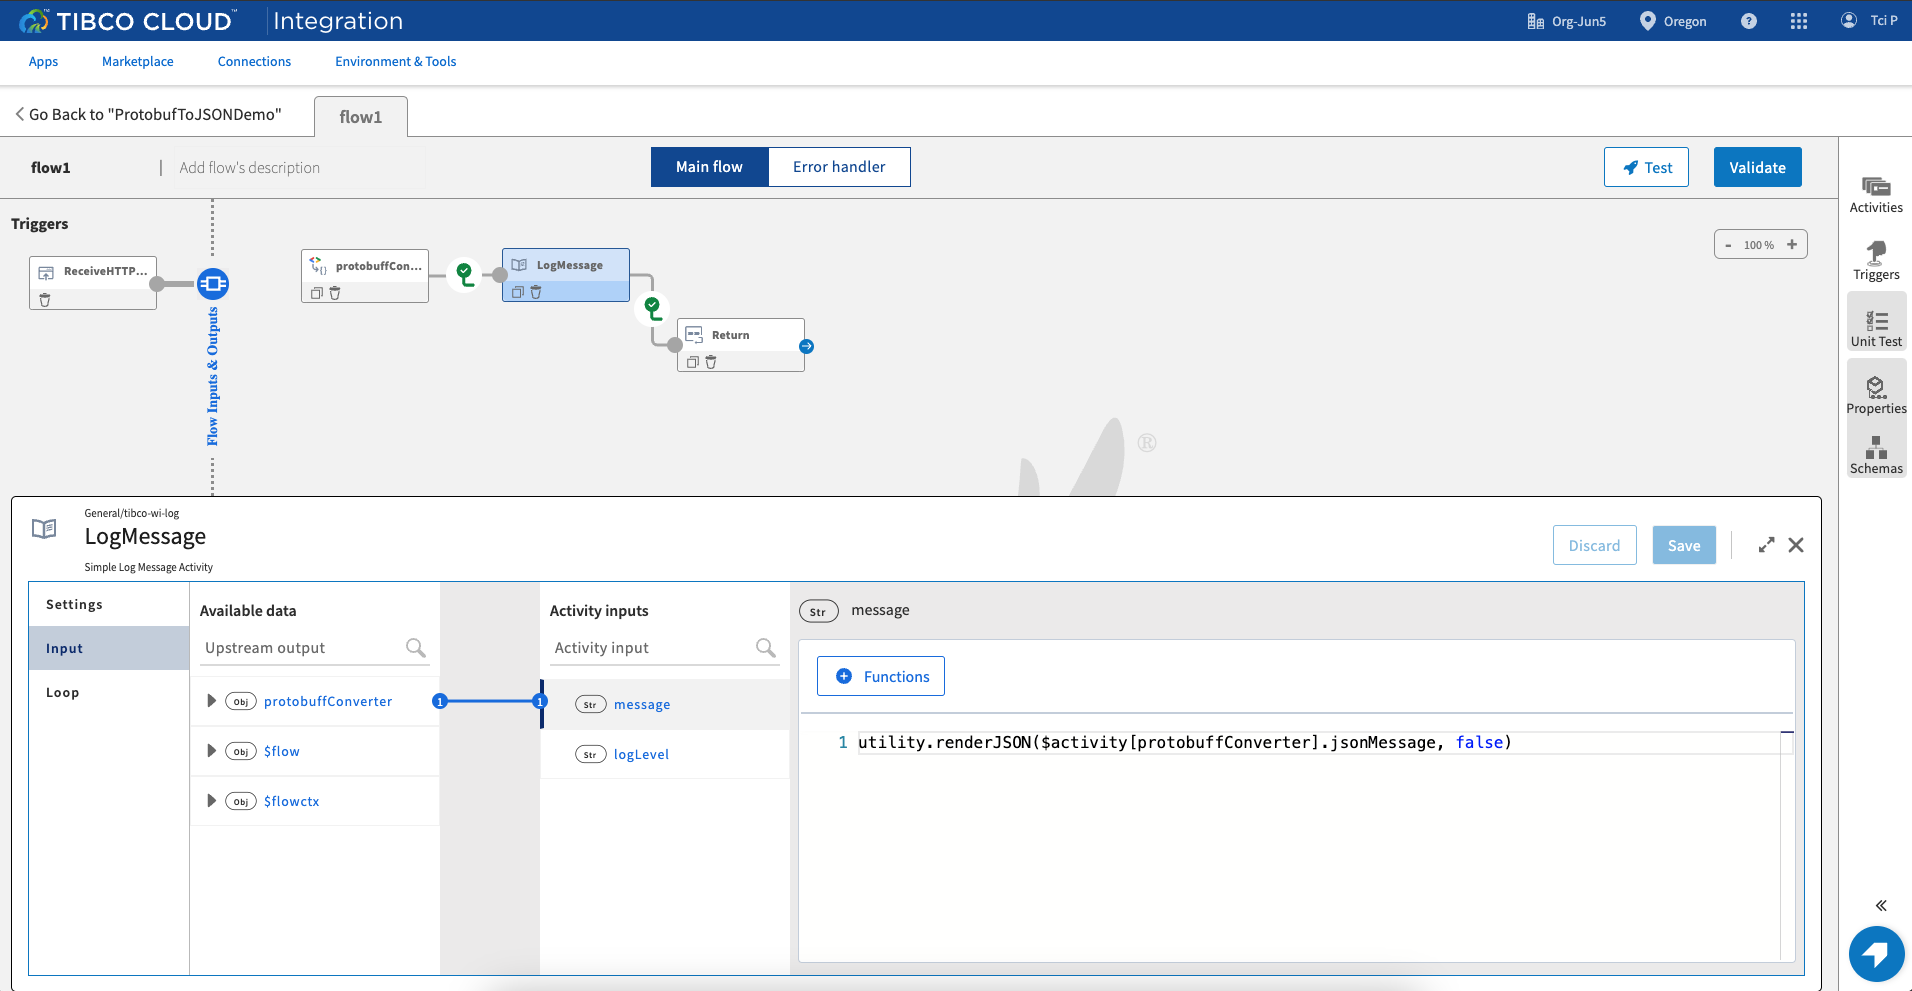 TIBCO CLOUD™ Integration
Org-Jun5
Oregon
?
Tci P
Apps
Marketplace
Connections
Environment & Tools
Go Back to "ProtobufToJSONDemo"
flow1
flow1
Add flow's description
Main flow
Error handler
Test
Validate
Activities
Triggers
Unit Test
Properties
Schemas
Triggers
- 100 % +
ReceiveHTTP...
protobuffCon...
LogMessage
Return
Flow Inputs & Outputs
®
General/tibco-wi-log
LogMessage
Simple Log Message Activity
Discard
Save
Settings
Input
Loop
Available data
Upstream output
Obj protobuffConverter
Obj $flow
Obj $flowctx
1
1
Activity inputs
Activity input
Str message
Str logLevel
Str message
Functions
1 utility.renderJSON($activity[protobuffConverter].jsonMessage, false)